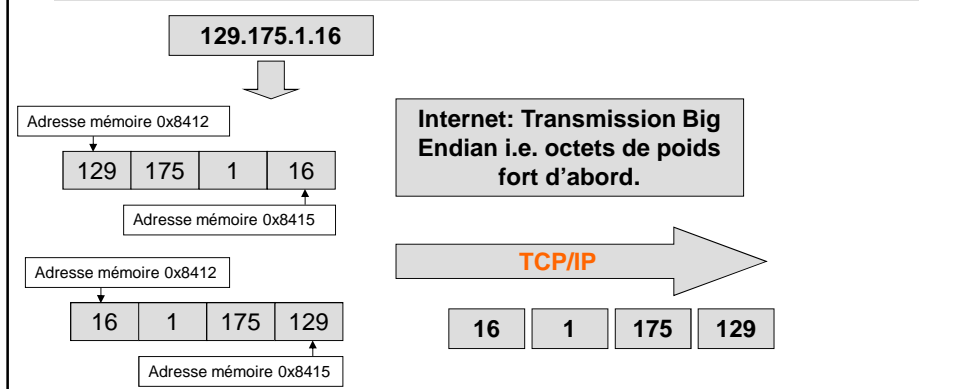 129.175.1.16
Adresse mémoire 0x8412
129 175 1 16
Adresse mémoire 0x8415
Internet: Transmission Big
Endian i.e. octets de poids
fort d'abord.
Adresse mémoire 0x8412
16 1 175 129
Adresse mémoire 0x8415
TCP/IP
16 1 175 129